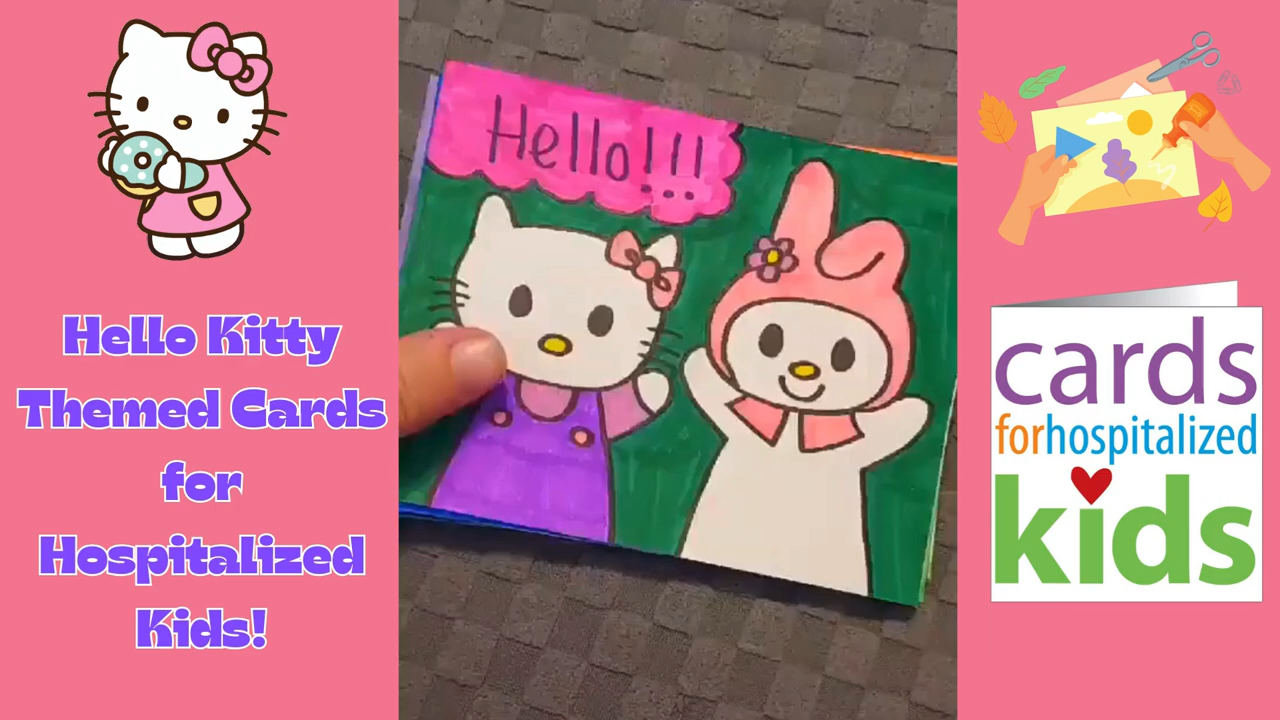 Hello Kitty
Themed Cards
for
Hospitalized
Kids!
Hello!!!
cards
forhospitalized
kids